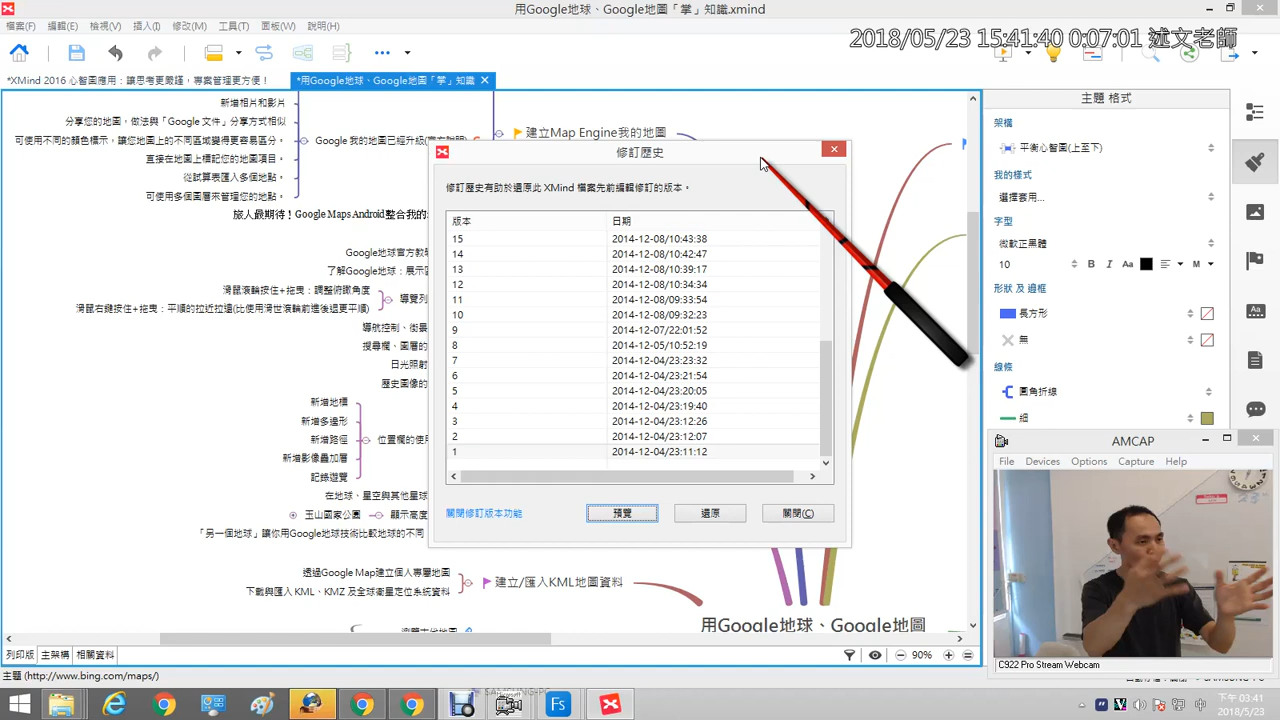 用Google地球、Google地圖「掌」知識.xmind
檔案(F) 編輯(E) 檢視(V) 插入(I) 修改(M) 工具(T) 面板(W) 說明(H)
2018/05/23 15:41:40 0:07:01 述文老師
*XMind 2016 心智圖應用：讓思考更嚴謹，專案管理更方便！
*用Google地球、Google地圖「掌」知識
新增相片和影片
分享您的地圖，做法與「Google 文件」分享方式相似
可使用不同的顏色標示，讓您地圖上的不同區域變得更容易區分。
Google 我的地圖已經升級(官方說明)
建立Map Engine我的地圖
直接在地圖上標記您的地圖項目。
從試算表匯入多個地點。
可使用多個圖層來管理您的地點。
旅人最期待！Google Maps Android整合我的
Google地球官方教
了解Google地球：展示
滑鼠滾輪按住+拖曳：調整俯瞰角度
滑鼠右鍵按住+拖曳：平順的拉近拉遠(比使用滑世滾輪前進後退更平順)
導覽列
導航控制、街景
搜尋欄、圖層的
日光照射
歷史圖像的
新增地標
新增多邊形
新增路徑
位置欄的使用
新增影像疊加層
記錄遊覽
在地球、星空與其他星球
玉山國家公園
顯示高度
「另一個地球」讓你用Google地球技術比較地球的不同
透過Google Map建立個人專屬地圖
下載與匯入 KML、KMZ 及全球衛星定位系統資料
建立/匯入KML地圖資料
用Google地球、Google地圖
修訂歷史
修訂歷史有助於還原此 XMind 檔案先前編輯修訂的版本。
版本 日期
15 2014-12-08/10:43:38
14 2014-12-08/10:42:47
13 2014-12-08/10:39:17
12 2014-12-08/10:34:34
11 2014-12-08/09:33:54
10 2014-12-08/09:32:23
9 2014-12-07/22:01:52
8 2014-12-05/10:52:19
7 2014-12-04/23:23:32
6 2014-12-04/23:21:54
5 2014-12-04/23:20:05
4 2014-12-04/23:19:40
3 2014-12-04/23:12:26
2 2014-12-04/23:12:07
1 2014-12-04/23:11:12
關閉修訂版本功能 預覽 還原 關閉(C)
主題 格式
架構
平衡心智圖(上至下)
我的樣式
選擇套用...
字型
微軟正黑體
10 B I Aa M
形狀 及 邊框
長方形
無
線條
圓角折線
細
AMCAP
File Devices Options Capture Help
C922 Pro Stream Webcam
列印版 主架構 相關資料
90%
主題 (http://www.bing.com/maps/)
Fs
下午 03:41
2018/5/23